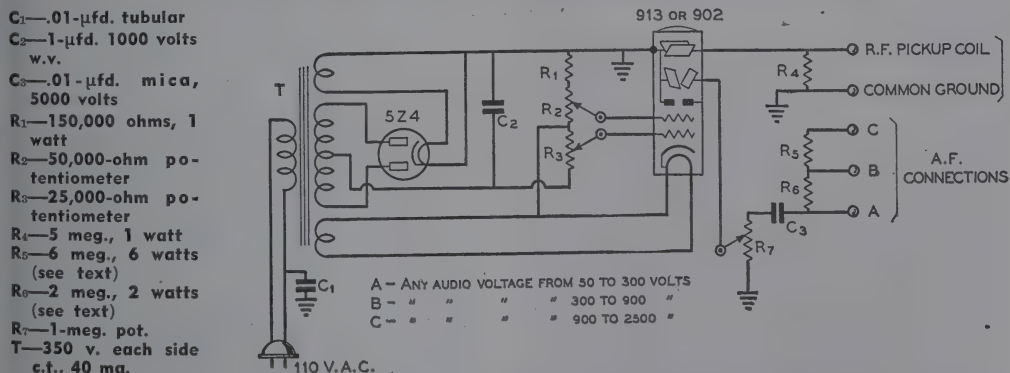 C1—.01-μfd. tubular
C2—1-μfd. 1000 volts
w.v.
C3—.01-μfd. mica,
5000 volts
R1—150,000 ohms, 1
watt
R2—50,000-ohm po-
tentiometer
R3—25,000-ohm po-
tentiometer
R4—5 meg., 1 watt
R5—6 meg., 6 watts
(see text)
R6—2 meg., 2 watts
(see text)
R7—1-meg. pot.
T—350 v. each side
c.t., 40 ma.
913 OR 902
T
5Z4
C2
R1
R2
R3
R4
R.F. PICKUP COIL
COMMON GROUND
C
R5
B
R6
A
A.F.
CONNECTIONS
C3
R7
C1
110 V.A.C.
A - ANY AUDIO VOLTAGE FROM 50 TO 300 VOLTS
B - " " " " 300 TO 900 "
C - " " " " 900 TO 2500 "